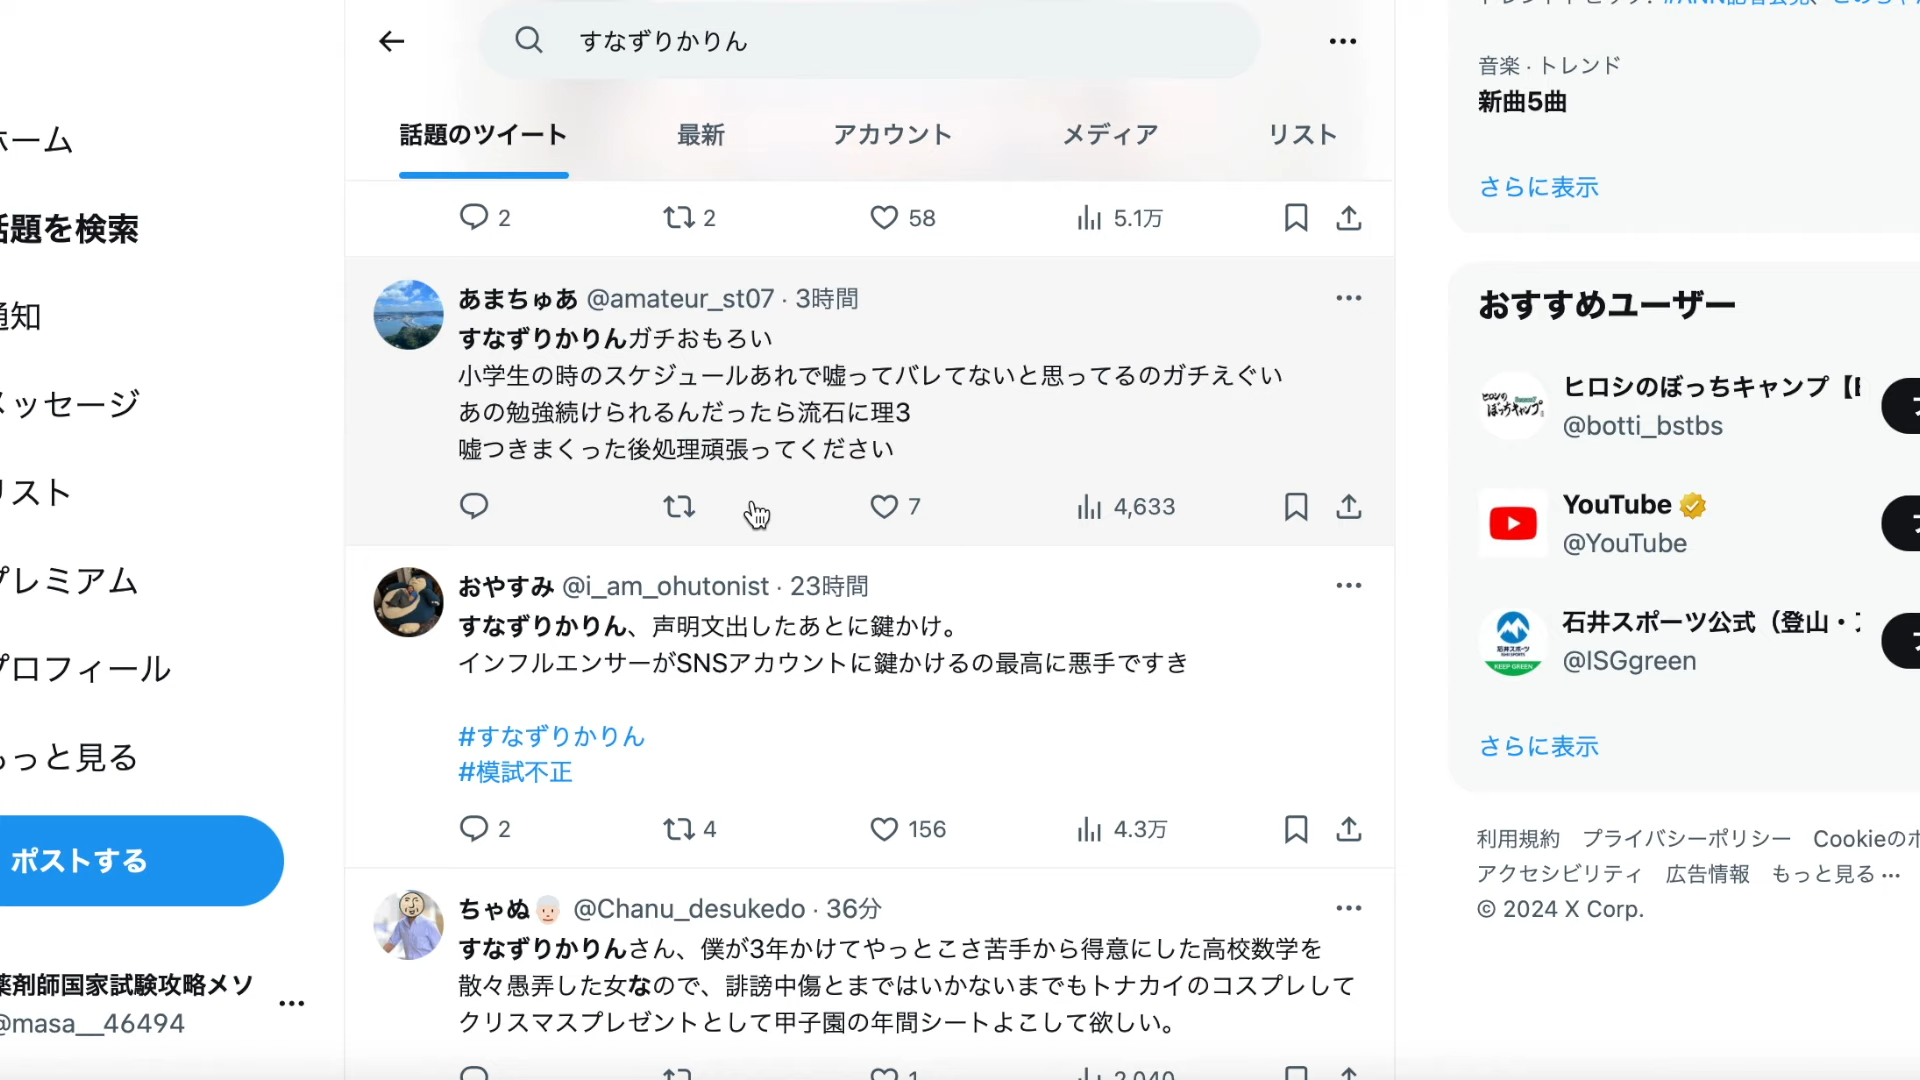 すなずりかりん
話題のツイート 最新 アカウント メディア リスト
2 2 58 5.1万
あまちゅあ @amateur_st07 · 3時間
すなずりかりんガチおもろい
小学生の時のスケジュールあれで嘘ってバレてないと思ってるのガチえぐい
あの勉強続けられるんだったら流石に理3
嘘つきまくった後処理頑張ってください
7 4,633
おやすみ @i_am_ohutonist · 23時間
すなずりかりん、声明文出したあとに鍵かけ。
インフルエンサーがSNSアカウントに鍵かけるの最高に悪手ですき
#すなずりかりん
#模試不正
2 4 156 4.3万
ちゃぬ @Chanu_desukedo · 36分
すなずりかりんさん、僕が3年かけてやっとこさ苦手から得意にした高校数学を
散々愚弄した女なので、誹謗中傷とまではいかないまでもトナカイのコスプレして
クリスマスプレゼントとして甲子園の年間シートよこして欲しい。
1 2,040
ホーム
話題を検索
通知
メッセージ
リスト
プレミアム
プロフィール
もっと見る
ポストする
薬剤師国家試験攻略メソ
@masa__46494
音楽 · トレンド
新曲5曲
さらに表示
おすすめユーザー
ヒロシのぼっちキャンプ【
@botti_bstbs
YouTube
@YouTube
石井スポーツ公式（登山・
@ISGgreen
さらに表示
利用規約 プライバシーポリシー Cookieのポ
アクセシビリティ 広告情報 もっと見る ···
© 2024 X Corp.